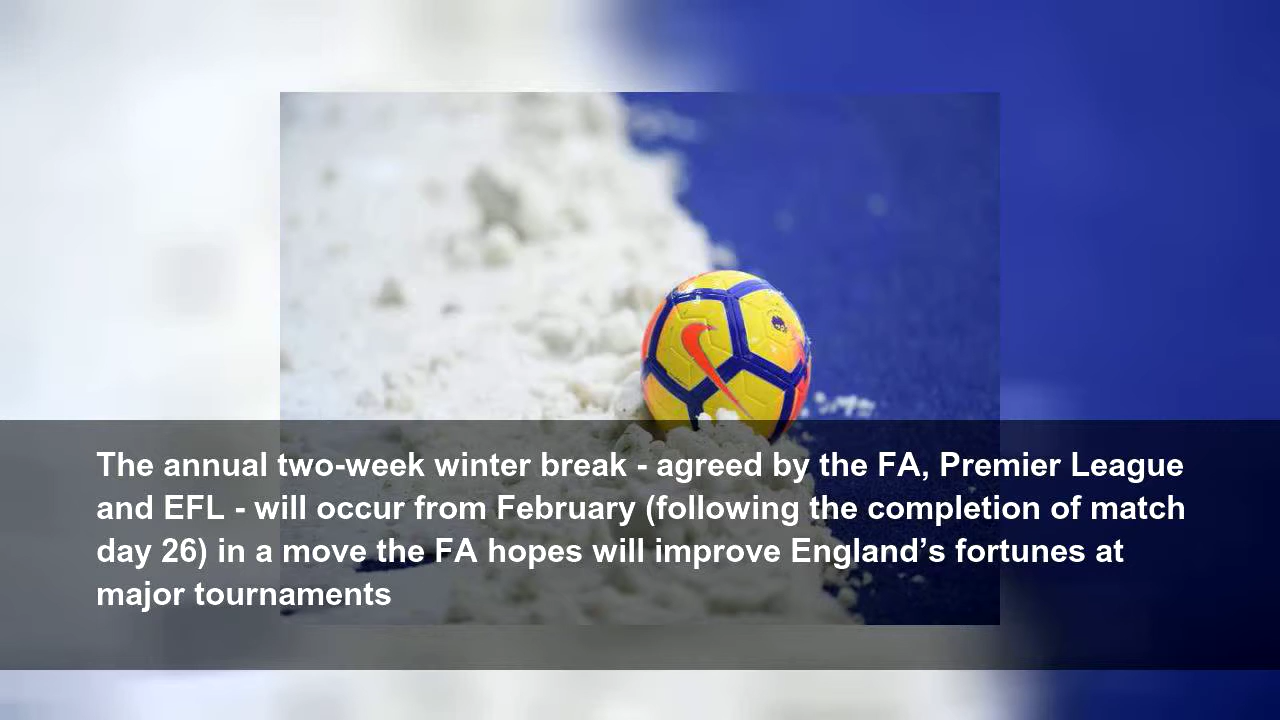 The annual two-week winter break - agreed by the FA, Premier League
and EFL - will occur from February (following the completion of match
day 26) in a move the FA hopes will improve England’s fortunes at
major tournaments